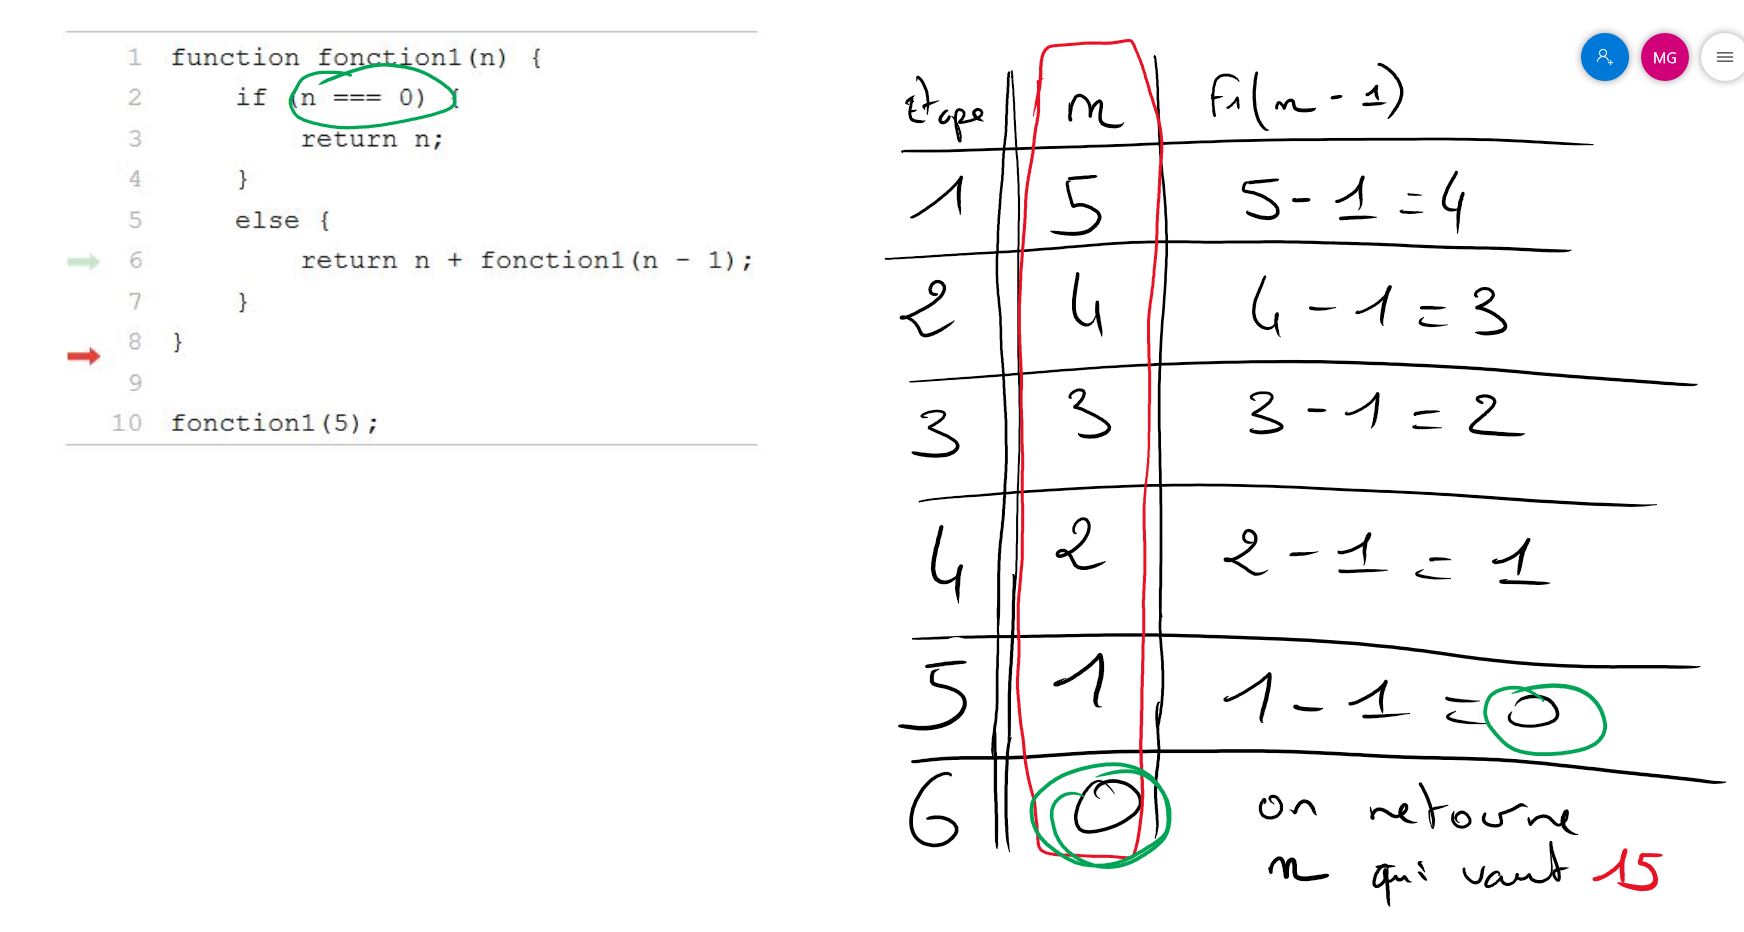 1 function fonction1(n) {
2 if (n === 0) {
3 return n;
4 }
5 else {
6 return n + fonction1(n - 1);
7 }
8 }
9
10 fonction1(5);
MG
Etape n F1(n - 1)
1 5 5 - 1 = 4
2 4 4 - 1 = 3
3 3 3 - 1 = 2
4 2 2 - 1 = 1
5 1 1 - 1 = 0
6 0 on retourne
n qui vaut 15